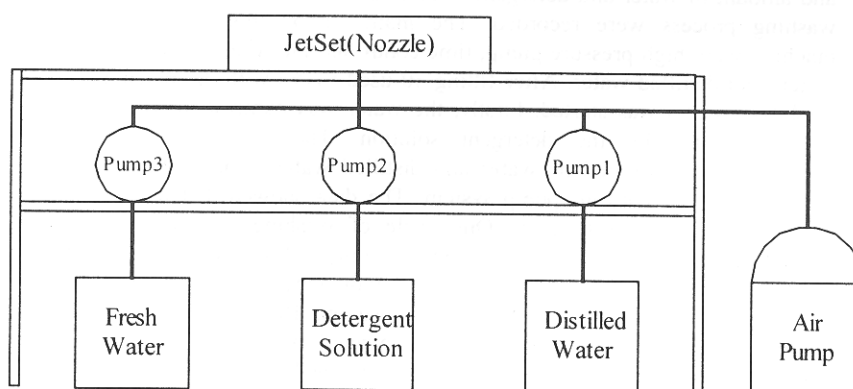 JetSet(Nozzle)
Pump3
Pump2
Pump1
Fresh
Water
Detergent
Solution
Distilled
Water
Air
Pump